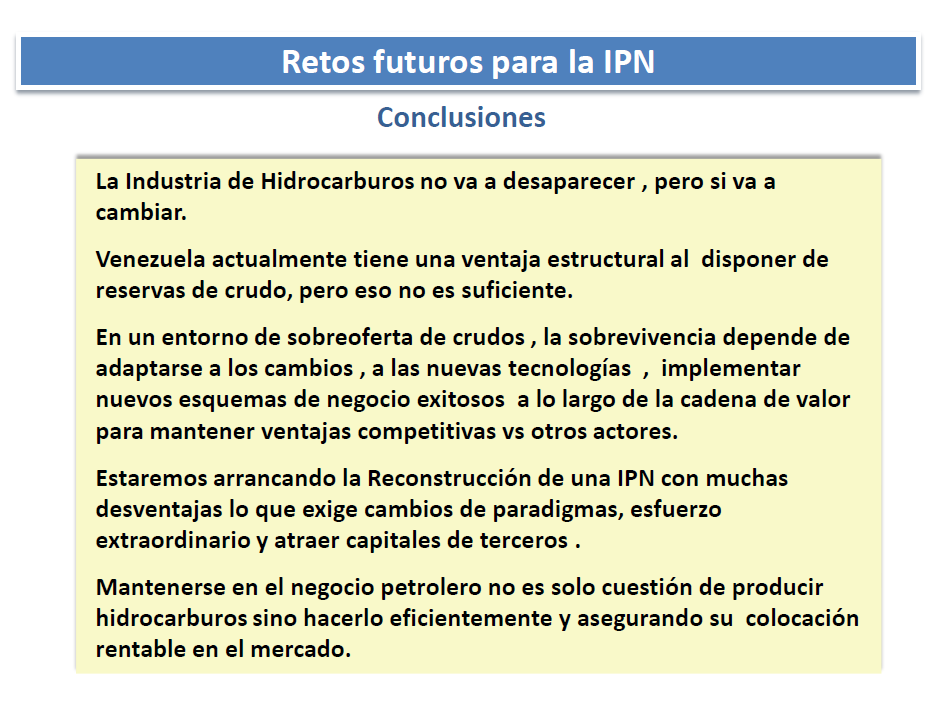 Retos futuros para la IPN
Conclusiones
La Industria de Hidrocarburos no va a desaparecer , pero si va a
cambiar.
Venezuela actualmente tiene una ventaja estructural al  disponer de
reservas de crudo, pero eso no es suficiente.
En un entorno de sobreoferta de crudos , la sobrevivencia depende de
adaptarse a los cambios , a las nuevas tecnologías  ,  implementar
nuevos esquemas de negocio exitosos  a lo largo de la cadena de valor
para mantener ventajas competitivas vs otros actores.
Estaremos arrancando la Reconstrucción de una IPN con muchas
desventajas lo que exige cambios de paradigmas, esfuerzo
extraordinario y atraer capitales de terceros .
Mantenerse en el negocio petrolero no es solo cuestión de producir
hidrocarburos sino hacerlo eficientemente y asegurando su  colocación
rentable en el mercado.